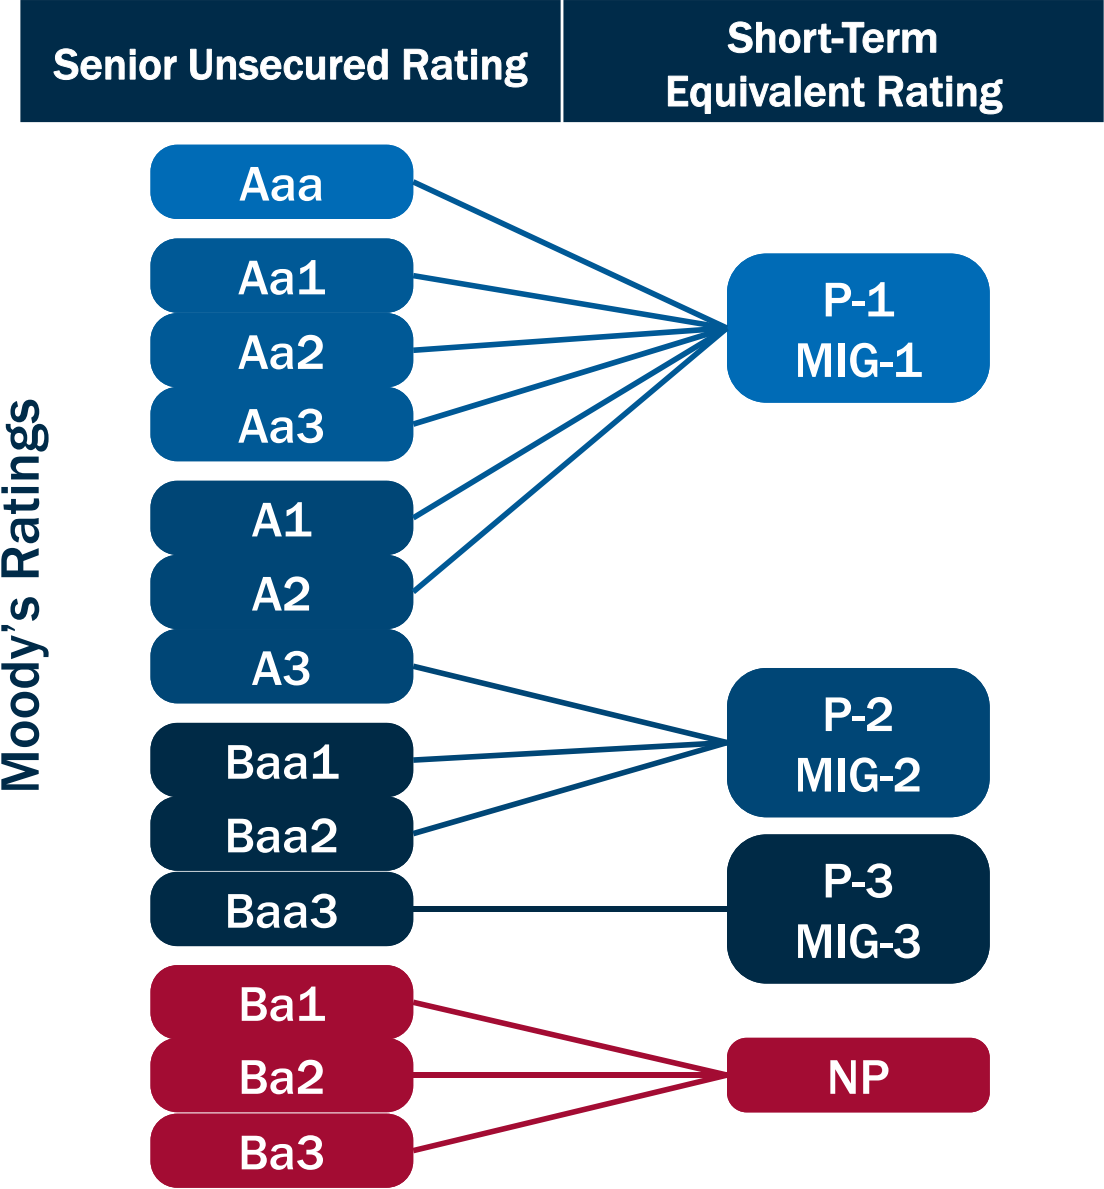 Senior Unsecured Rating
Short-Term
Equivalent Rating
Moody’s Ratings
Aaa
Aa1
Aa2
Aa3
A1
A2
A3
Baa1
Baa2
Baa3
Ba1
Ba2
Ba3
P-1
MIG-1
P-2
MIG-2
P-3
MIG-3
NP